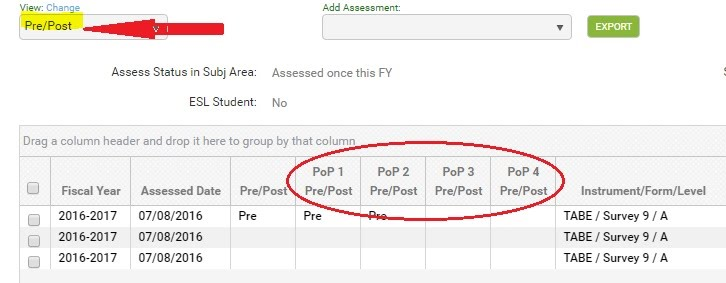 View: Change
Add Assessment:
Pre/Post
EXPORT
Assess Status in Subj Area: Assessed once this FY
ESL Student: No
Drag a column header and drop it here to group by that column
Fiscal Year Assessed Date Pre/Post PoP 1 Pre/Post PoP 2 Pre/Post PoP 3 Pre/Post PoP 4 Pre/Post Instrument/Form/Level
2016-2017 07/08/2016 Pre Pre Pre TABE / Survey 9 / A
2016-2017 07/08/2016 TABE / Survey 9 / A
2016-2017 07/08/2016 TABE / Survey 9 / A